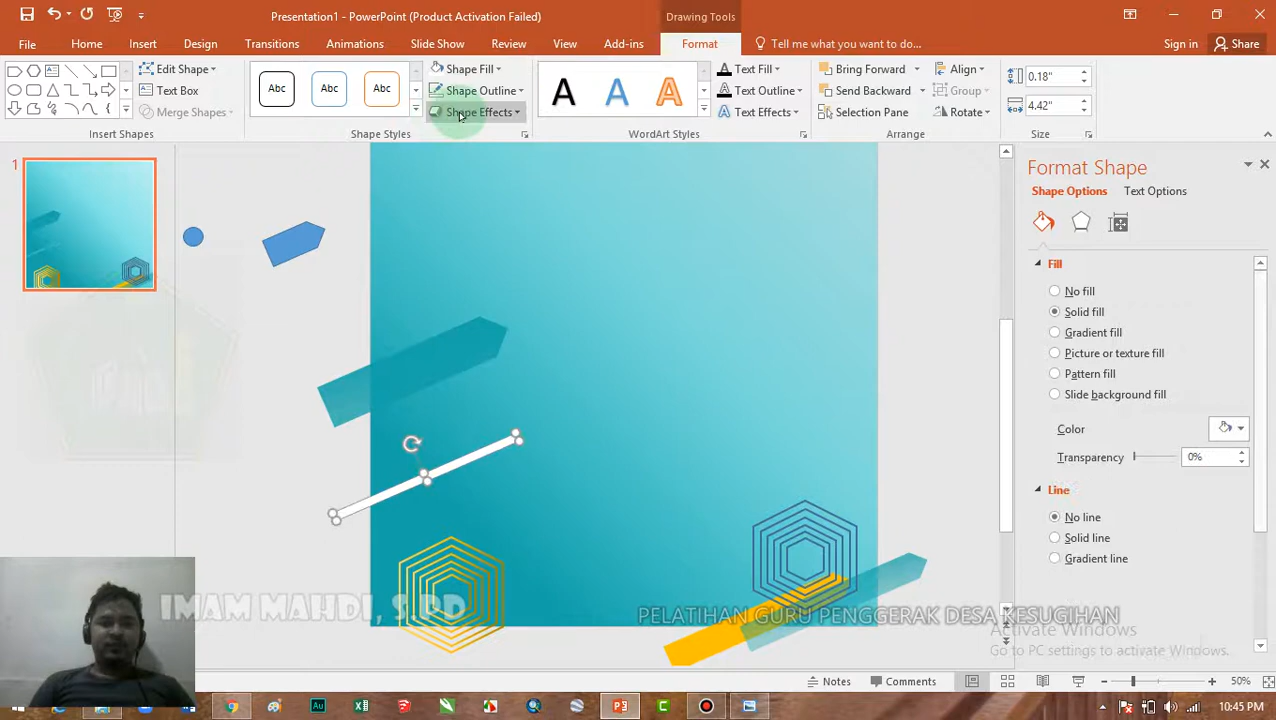 Presentation1 - PowerPoint (Product Activation Failed)
Drawing Tools
File Home Insert Design Transitions Animations Slide Show Review View Add-ins Format Tell me what you want to do... Sign in Share
Edit Shape
Text Box
Merge Shapes
Insert Shapes
Abc Abc Abc
Shape Fill
Shape Outline
Shape Effects
Shape Styles
A A A
Text Fill
Text Outline
Text Effects
WordArt Styles
Bring Forward
Send Backward
Selection Pane
Align
Group
Rotate
Arrange
0.18"
4.42"
Size
1
Format Shape
Shape Options Text Options
Fill
No fill
Solid fill
Gradient fill
Picture or texture fill
Pattern fill
Slide background fill
Color
Transparency 0%
Line
No line
Solid line
Gradient line
IMAM MAHDI, S.PD
PELATIHAN GURU PENGGERAK DESA KESUGIHAN
Activate Windows
Go to PC settings to activate Windows.
Notes Comments 50%
10:45 PM